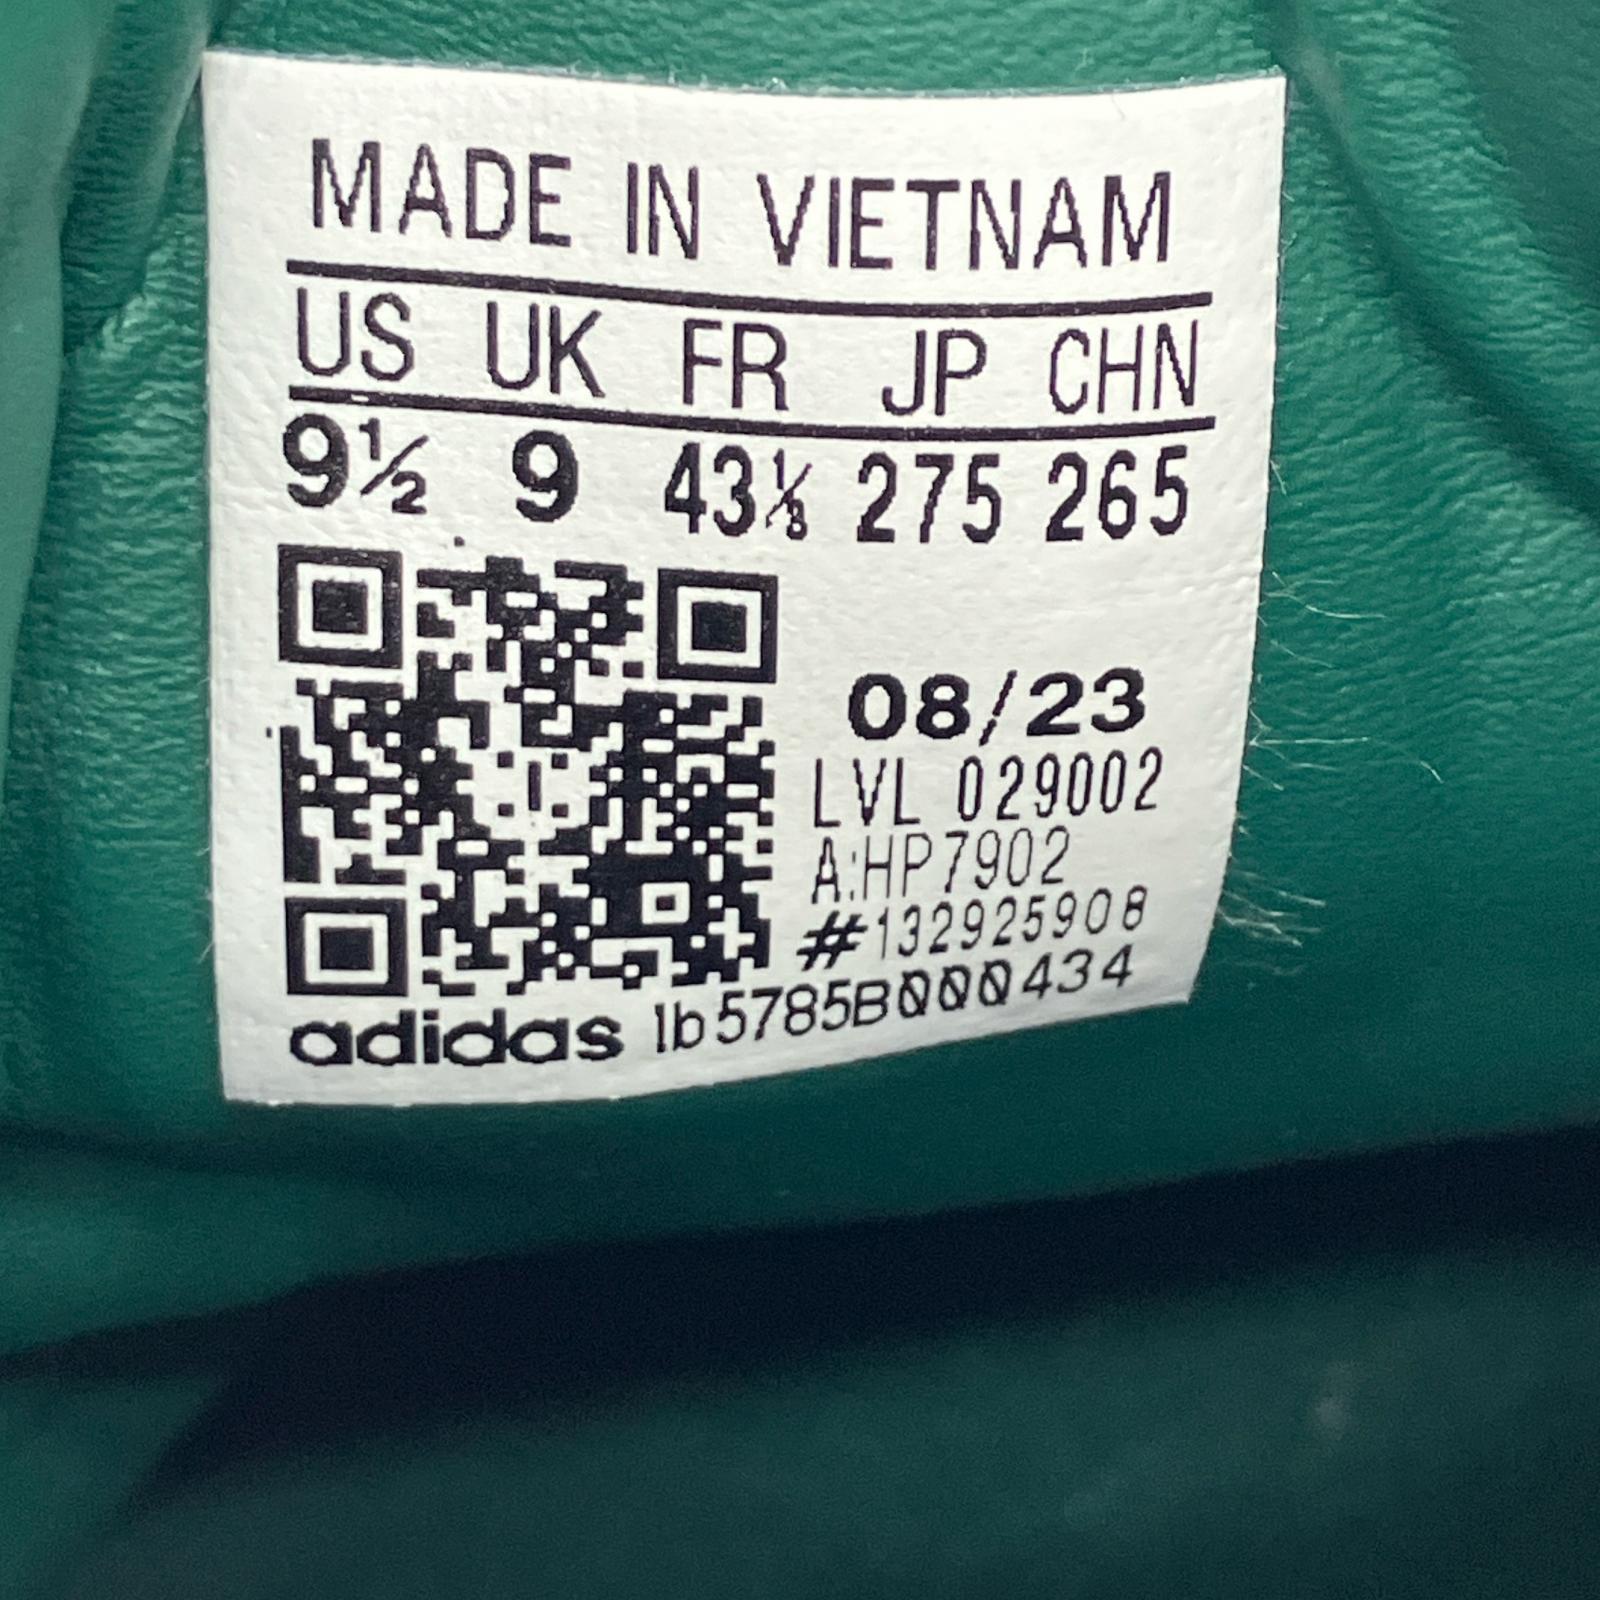 MADE IN VIETNAM
US UK FR JP CHN
9½ 9 43⅓ 275 265
08/23
LVL 029002
A:HP7902
#132925908
adidas lb5785B000434